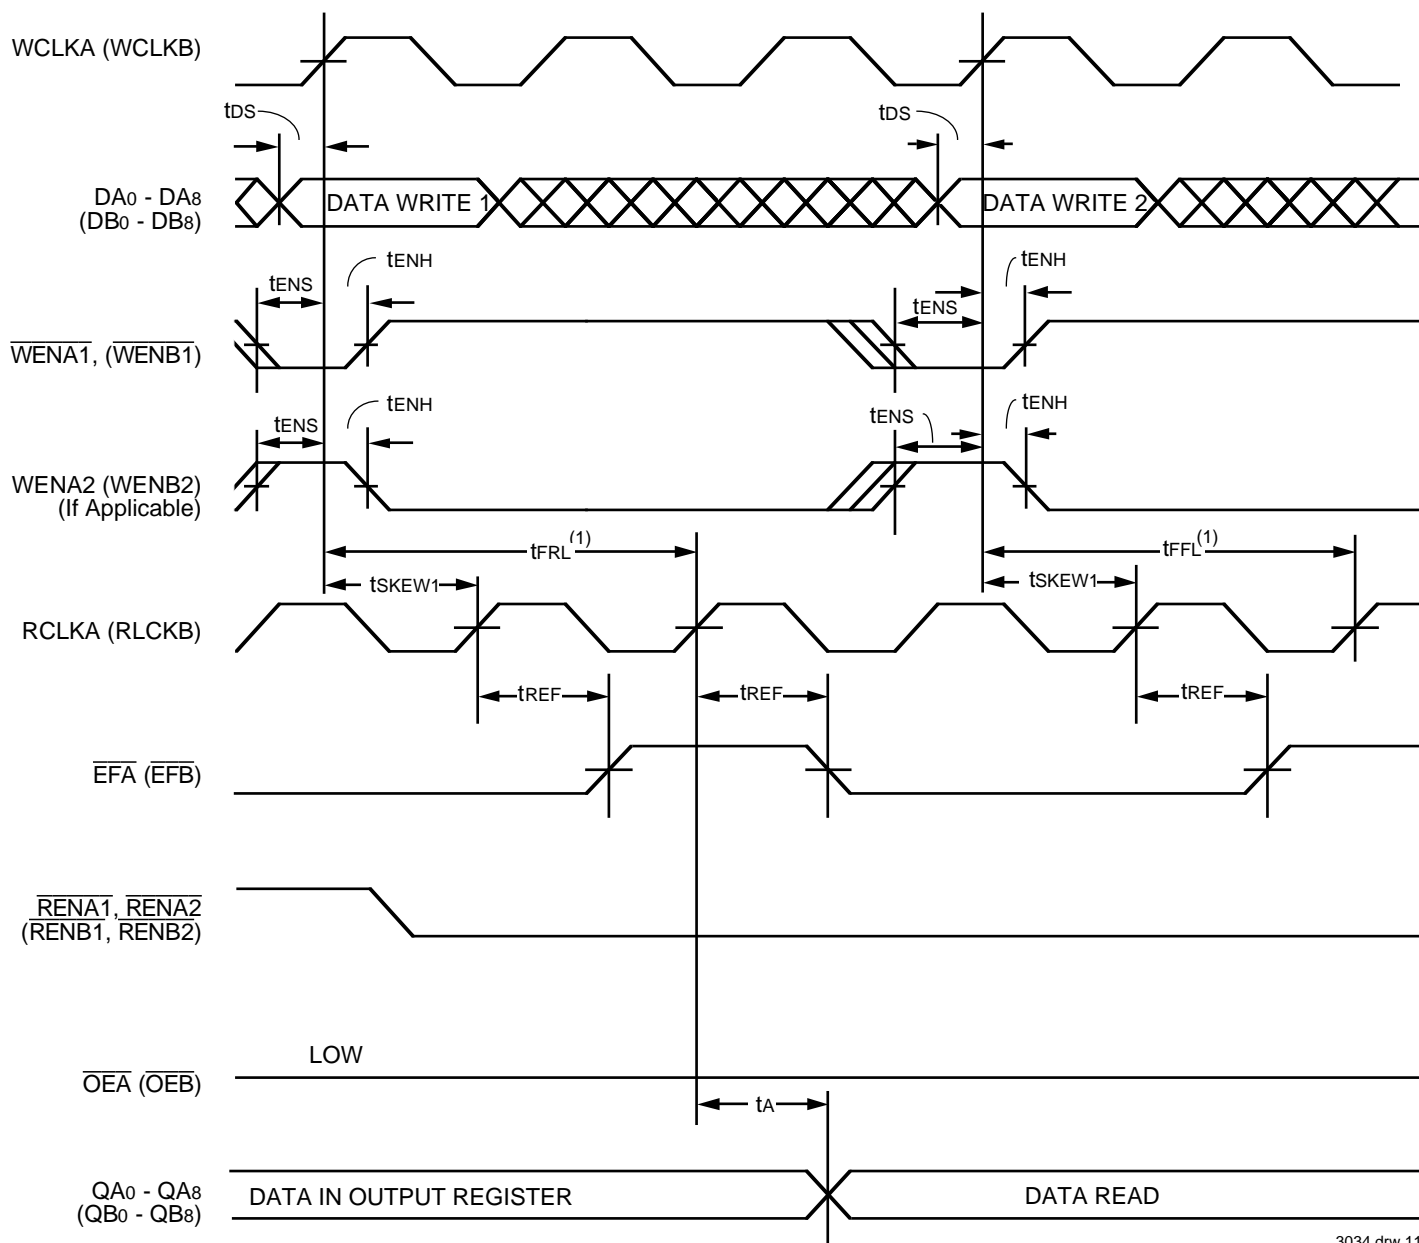 WCLKA (WCLKB)
tDS
tDS
DA0 - DA8
(DB0 - DB8)
DATA WRITE 1
DATA WRITE 2
tENS
tENH
tENS
tENH
WENA1, (WENB1)
tENS
tENH
tENS
tENH
WENA2 (WENB2)
(If Applicable)
tFRL(1)
tFFL(1)
tSKEW1
tSKEW1
RCLKA (RLCKB)
tREF
tREF
tREF
EFA (EFB)
RENA1, RENA2
(RENB1, RENB2)
LOW
OEA (OEB)
tA
QA0 - QA8
(QB0 - QB8)
DATA IN OUTPUT REGISTER
DATA READ
3034 drw 11